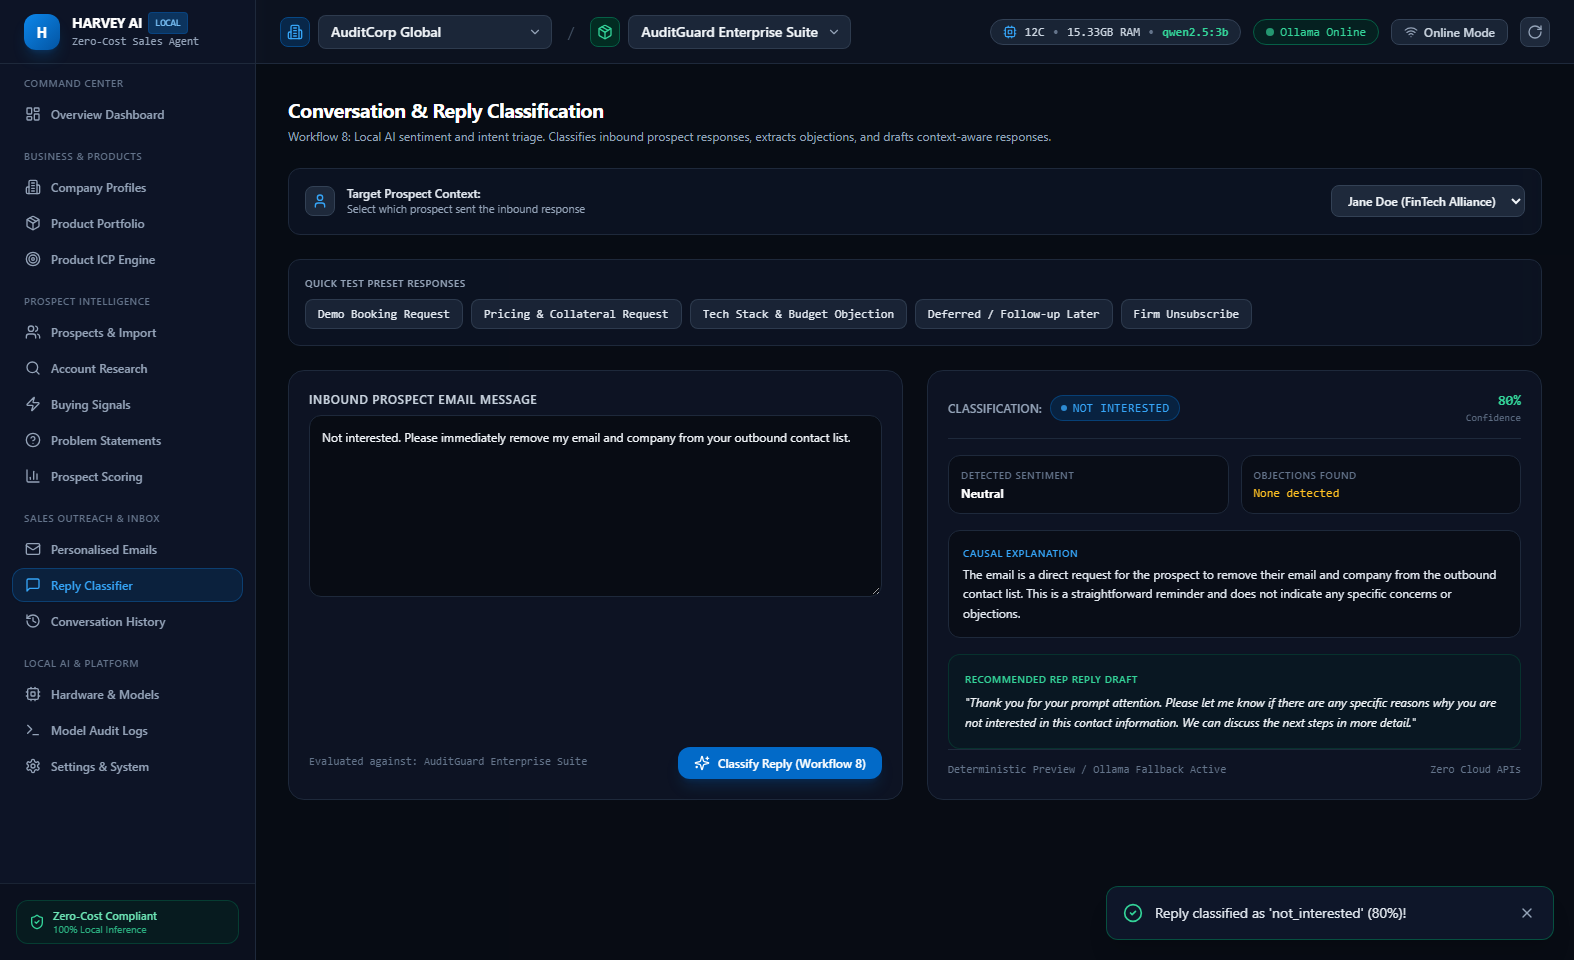 H
HARVEY AI LOCAL
Zero-Cost Sales Agent
AuditCorp Global / AuditGuard Enterprise Suite
12C • 15.33GB RAM • qwen2.5:3b
Ollama Online
Online Mode
COMMAND CENTER
Overview Dashboard
BUSINESS & PRODUCTS
Company Profiles
Product Portfolio
Product ICP Engine
PROSPECT INTELLIGENCE
Prospects & Import
Account Research
Buying Signals
Problem Statements
Prospect Scoring
SALES OUTREACH & INBOX
Personalised Emails
Reply Classifier
Conversation History
LOCAL AI & PLATFORM
Hardware & Models
Model Audit Logs
Settings & System
Zero-Cost Compliant
100% Local Inference
Conversation & Reply Classification
Workflow 8: Local AI sentiment and intent triage. Classifies inbound prospect responses, extracts objections, and drafts context-aware responses.
Target Prospect Context:
Select which prospect sent the inbound response
Jane Doe (FinTech Alliance)
QUICK TEST PRESET RESPONSES
Demo Booking Request
Pricing & Collateral Request
Tech Stack & Budget Objection
Deferred / Follow-up Later
Firm Unsubscribe
INBOUND PROSPECT EMAIL MESSAGE
Not interested. Please immediately remove my email and company from your outbound contact list.
Evaluated against: AuditGuard Enterprise Suite
Classify Reply (Workflow 8)
CLASSIFICATION: NOT INTERESTED
80%
Confidence
DETECTED SENTIMENT
Neutral
OBJECTIONS FOUND
None detected
CAUSAL EXPLANATION
The email is a direct request for the prospect to remove their email and company from the outbound
contact list. This is a straightforward reminder and does not indicate any specific concerns or
objections.
RECOMMENDED REP REPLY DRAFT
"Thank you for your prompt attention. Please let me know if there are any specific reasons why you are
not interested in this contact information. We can discuss the next steps in more detail."
Deterministic Preview / Ollama Fallback Active
Zero Cloud APIs
Reply classified as 'not_interested' (80%)!